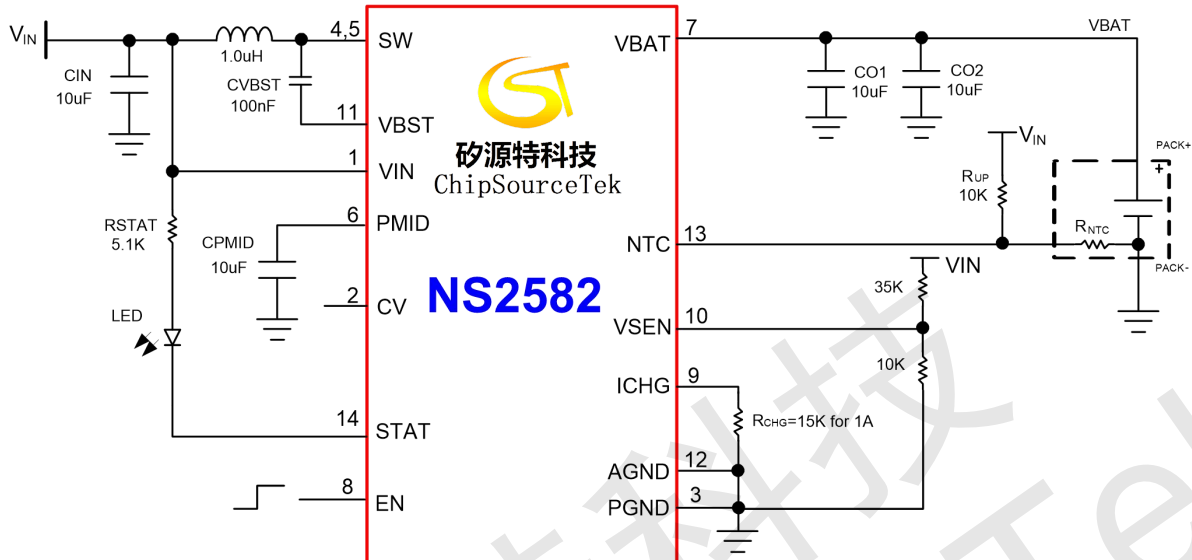 VIN
CIN
10uF
1.0uH
CVBST
100nF
4,5
SW
11
VBST
1
VIN
RSTAT
5.1K
6
PMID
CPMID
10uF
2
CV
LED
14
STAT
8
EN
矽源特科技
ChipSourceTek
NS2582
7
VBAT
VBAT
CO1
10uF
CO2
10uF
VIN
RUP
10K
PACK+
+
13
NTC
RNTC
PACK-
VIN
35K
10
VSEN
10K
9
ICHG
RCHG=15K for 1A
12
AGND
3
PGND